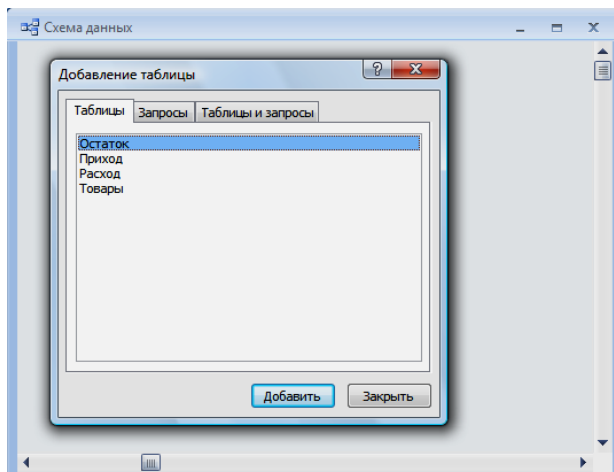 Схема данных
Добавление таблицы
Таблицы Запросы Таблицы и запросы
Остаток
Приход
Расход
Товары
Добавить Закрыть